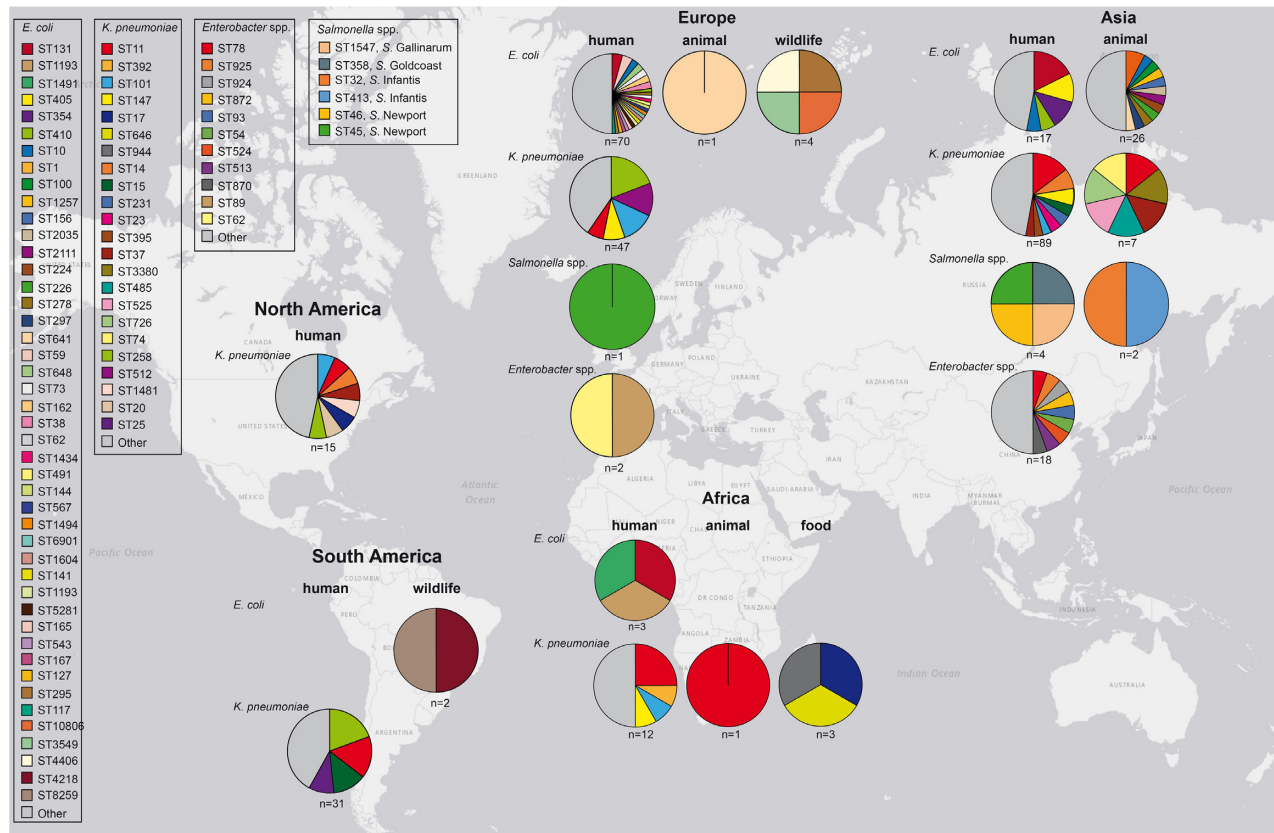 E. coli
ST131
ST1193
ST1491
ST405
ST354
ST410
ST10
ST1
ST100
ST1257
ST156
ST2035
ST2111
ST224
ST226
ST278
ST297
ST641
ST59
ST648
ST73
ST162
ST38
ST62
ST1434
ST491
ST144
ST567
ST1494
ST6901
ST1604
ST141
ST1193
ST5281
ST165
ST543
ST167
ST127
ST295
ST117
ST10806
ST3549
ST4406
ST4218
ST8259
Other
K. pneumoniae
ST11
ST392
ST101
ST147
ST17
ST646
ST944
ST14
ST15
ST231
ST23
ST395
ST37
ST3380
ST485
ST525
ST726
ST74
ST258
ST512
ST1481
ST20
ST25
Other
Enterobacter spp.
ST78
ST925
ST924
ST872
ST93
ST54
ST524
ST513
ST870
ST89
ST62
Other
Salmonella spp.
ST1547, S. Gallinarum
ST358, S. Goldcoast
ST32, S. Infantis
ST413, S. Infantis
ST46, S. Newport
ST45, S. Newport
Europe
human animal wildlife
E. coli
n=70 n=1 n=4
K. pneumoniae
n=47
Salmonella spp.
n=1
Enterobacter spp.
n=2
Asia
human animal
E. coli
n=17 n=26
K. pneumoniae
n=89 n=7
Salmonella spp.
n=4 n=2
Enterobacter spp.
n=18
North America
human
K. pneumoniae
n=15
South America
human wildlife
E. coli
n=2
K. pneumoniae
n=31
Africa
human animal food
E. coli
n=3
K. pneumoniae
n=12 n=1 n=3
GREENLAND
CANADA
UNITED STATES
MÉXICO
Atlantic
Ocean
Pacific Ocean
COLOMBIA
PERÚ
ARGENTINA
SWEDEN
FINLAND
GERMANY
POLAND
UKRAINE
ITALY
GREECE
TURKEY
KAZAKHSTAN
RUSSIA
CHINA
JAPAN
IRAN
INDIA
MYANMAR
(BURMA)
ALGERIA
LIBYA
EGYPT
SAUDI ARABIA
NIGER
ETHIOPIA
DR CONGO
TANZANIA
ANGOLA
ZAMBIA
INDONESIA
Indian Ocean
AUSTRALIA
Pacific Ocean